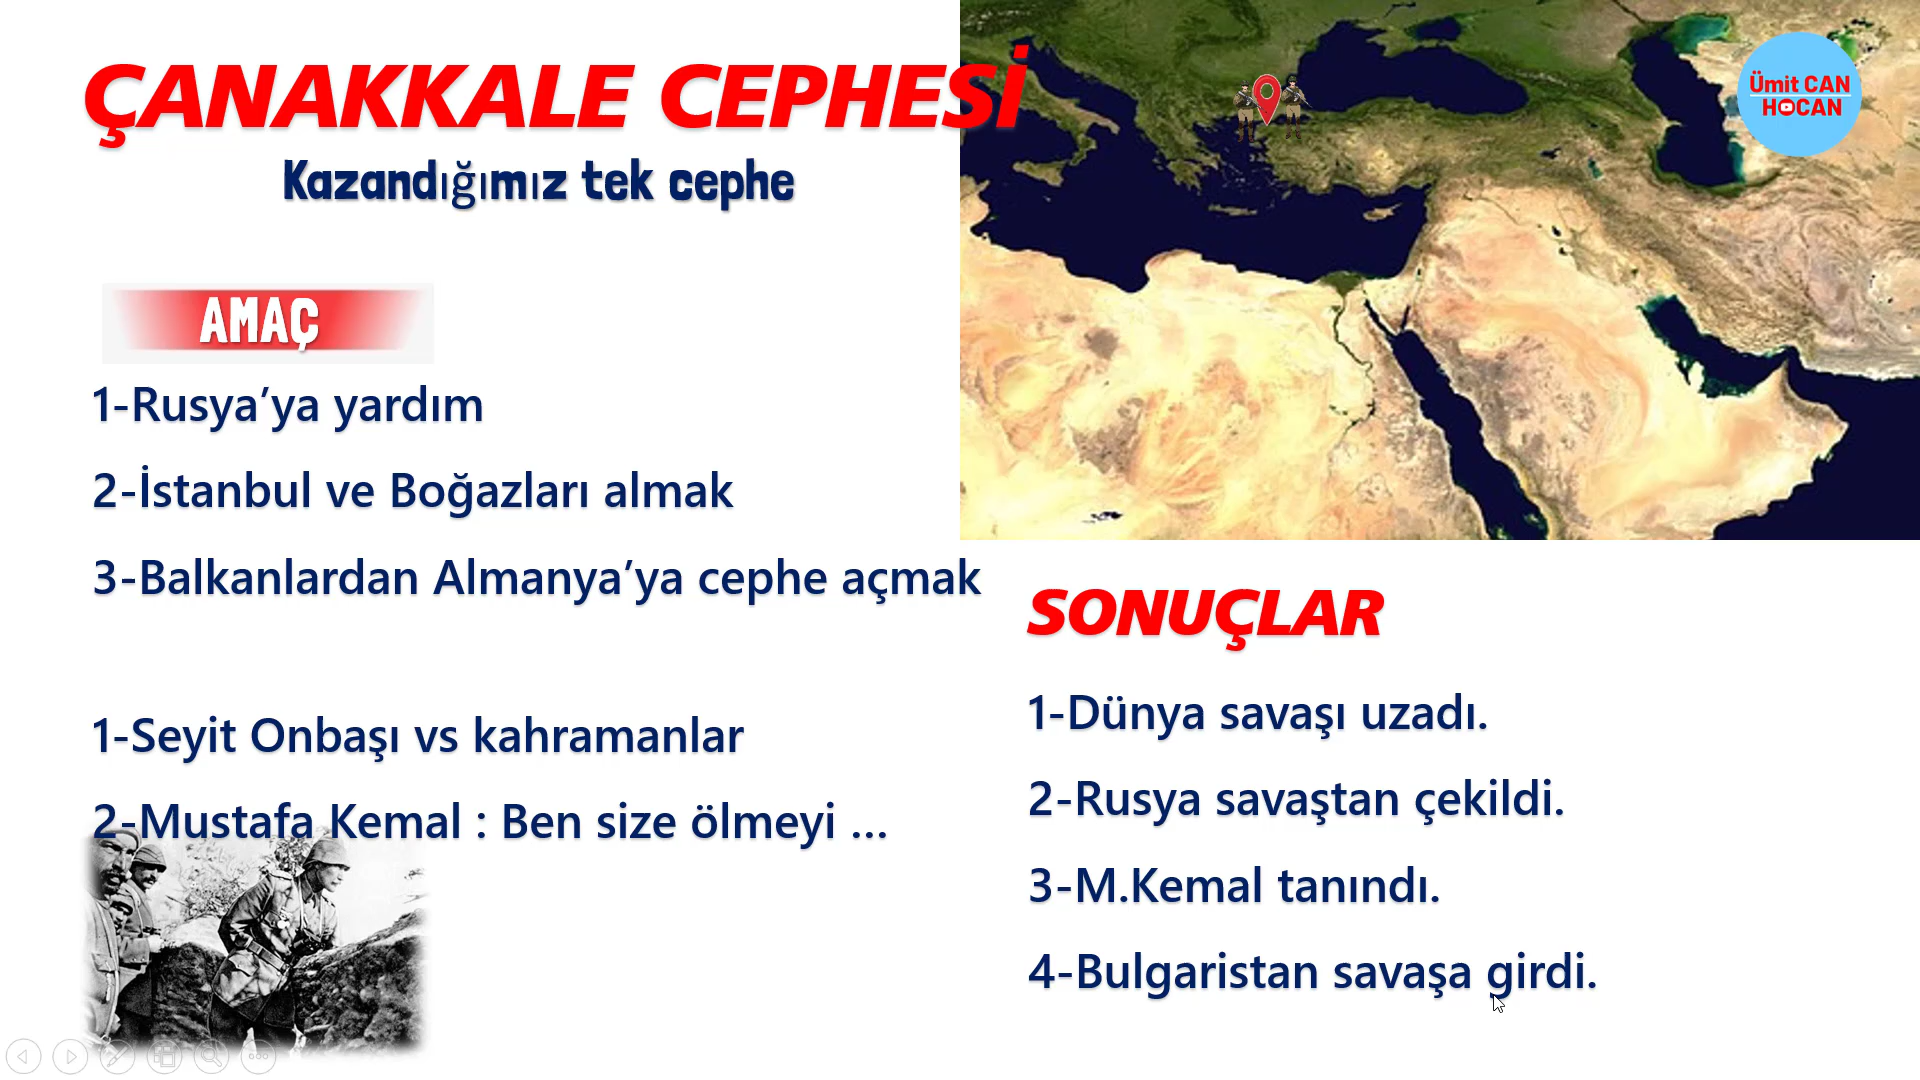 ÇANAKKALE CEPHESİ
Kazandığımız tek cephe
AMAÇ
1-Rusya’ya yardım
2-İstanbul ve Boğazları almak
3-Balkanlardan Almanya’ya cephe açmak
1-Seyit Onbaşı vs kahramanlar
2-Mustafa Kemal : Ben size ölmeyi ...
Ümit CAN
HOCAN
SONUÇLAR
1-Dünya savaşı uzadı.
2-Rusya savaştan çekildi.
3-M.Kemal tanındı.
4-Bulgaristan savaşa girdi.